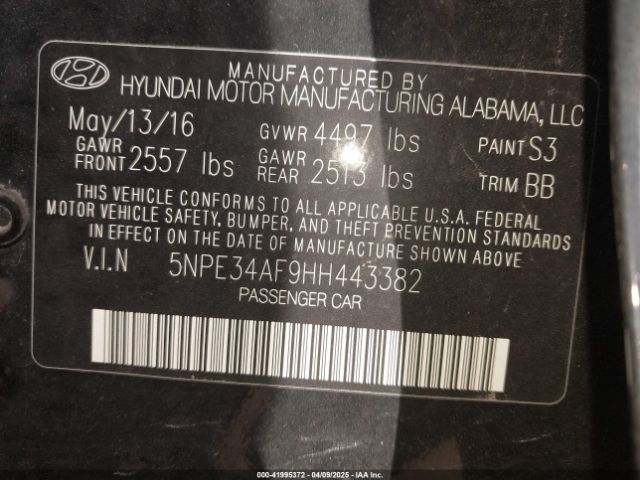 MANUFACTURED BY
HYUNDAI MOTOR MANUFACTURING ALABAMA, LLC
May/13/16 GVWR 4497 lbs PAINT S3
GAWR FRONT 2557 lbs GAWR REAR 2513 lbs TRIM BB
THIS VEHICLE CONFORMS TO ALL APPLICABLE U.S.A. FEDERAL
MOTOR VEHICLE SAFETY, BUMPER, AND THEFT PREVENTION STANDARDS
IN EFFECT ON THE DATE OF MANUFACTURE SHOWN ABOVE.
V.I.N 5NPE34AF9HH443382
PASSENGER CAR
000-41995372 - 04/09/2025 - IAA Inc.